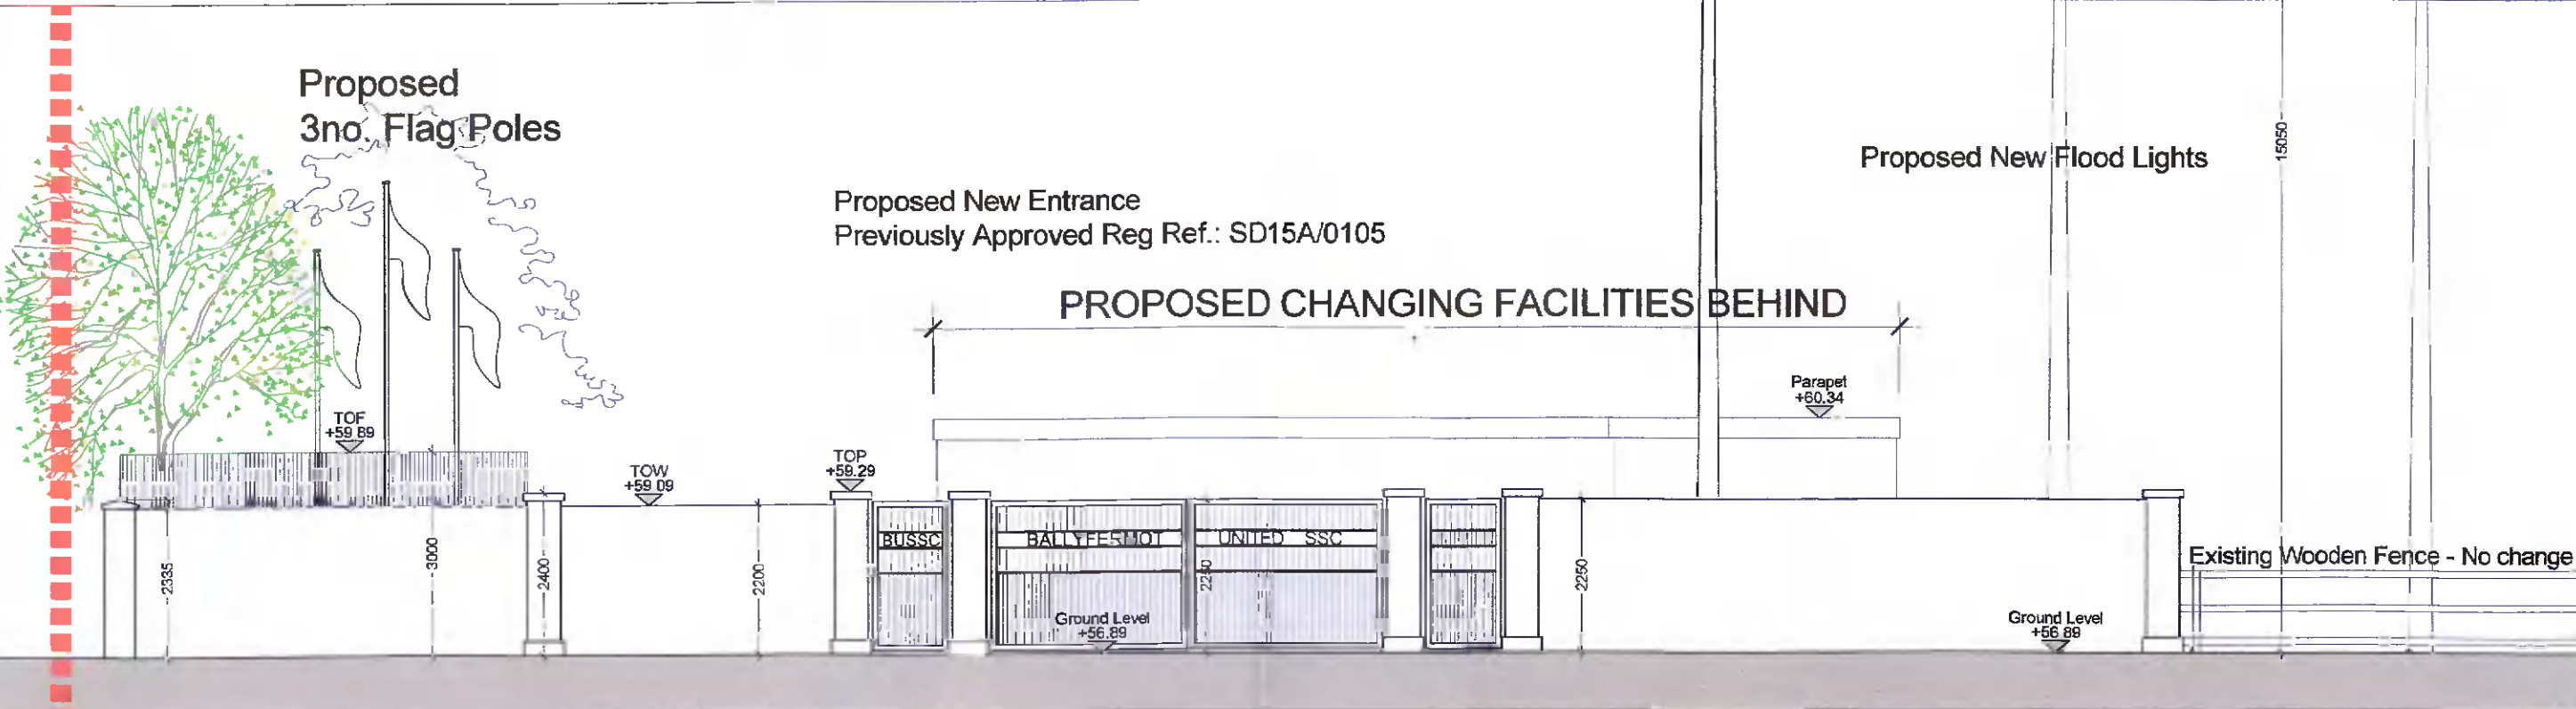 Proposed
3no. Flag Poles
Proposed New Entrance
Previously Approved Reg Ref.: SD15A/0105
Proposed New Flood Lights
15050
PROPOSED CHANGING FACILITIES BEHIND
Parapet
+60.34
TOF
+59 89
TOW
+59 09
TOP
+59.29
BUSSC
BALLYFERMOT
UNITED SSC
2335
3000
2400
2200
2250
2250
Ground Level
+56.89
Ground Level
+56 89
Existing Wooden Fence - No change